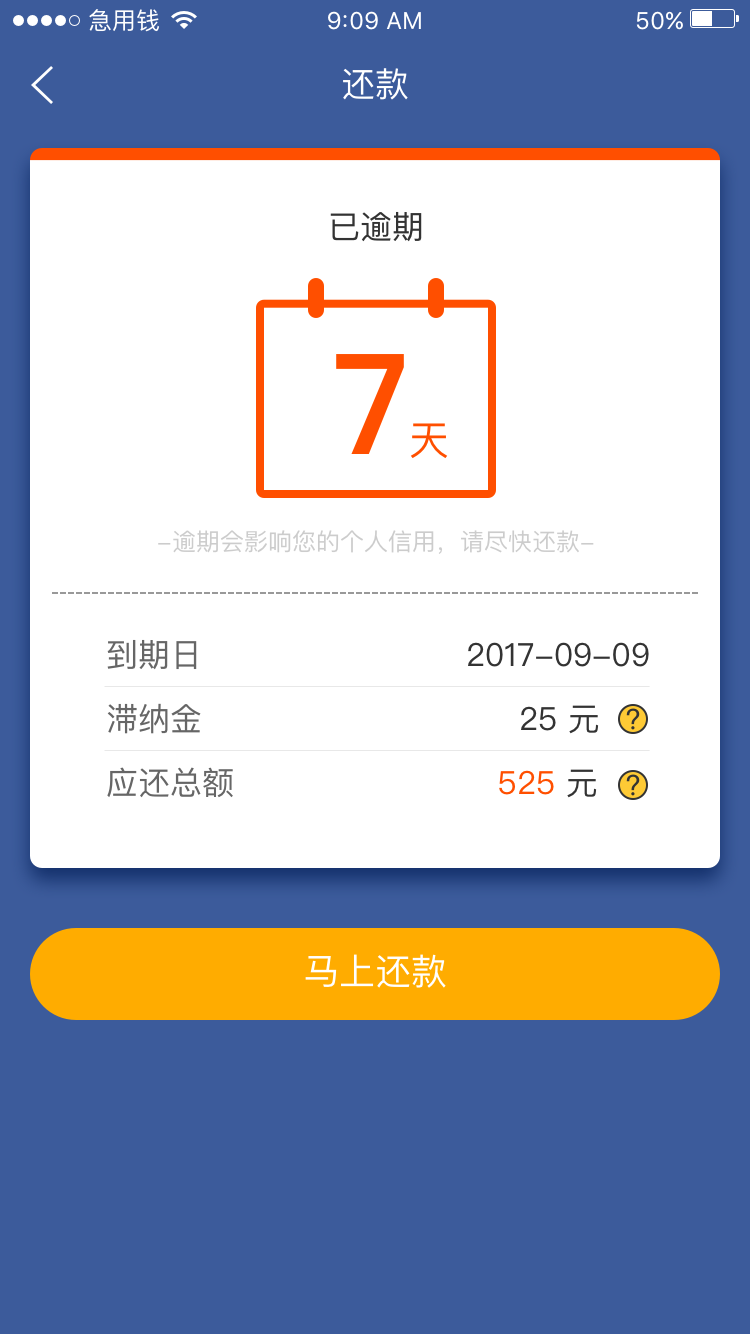 急用钱 9:09 AM 50%
还款
已逾期
7天
-逾期会影响您的个人信用，请尽快还款-
到期日 2017-09-09
滞纳金 25 元 ?
应还总额 525 元 ?
马上还款